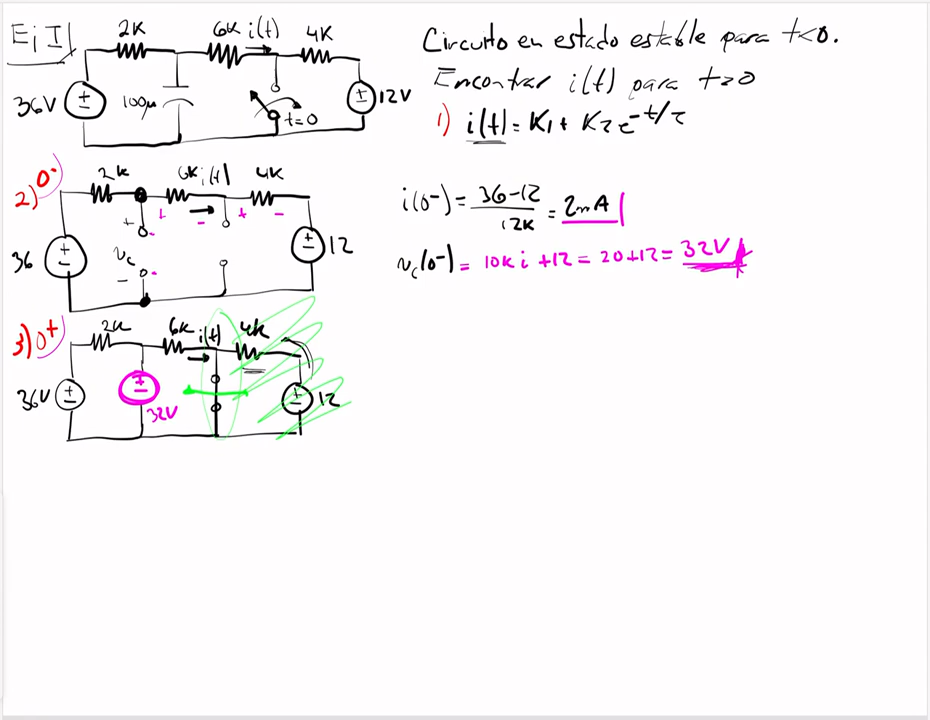 Ej I
2K 6K i(t) 4K
36V 100μ t=0 12V
Circuito en estado estable para t<0.
Encontrar i(t) para t>0
1) i(t) = K1 + K2 e^-t/τ
2) 0-
2K 6K i(t) 4K
+ + - + -
36 vc 12
-
i(0-) = 36-12 / 12K = 2mA
vc(0-) = 10K i + 12 = 20+12 = 32V
3) 0+
2K 6K i(t) 4K
36V 32V 12